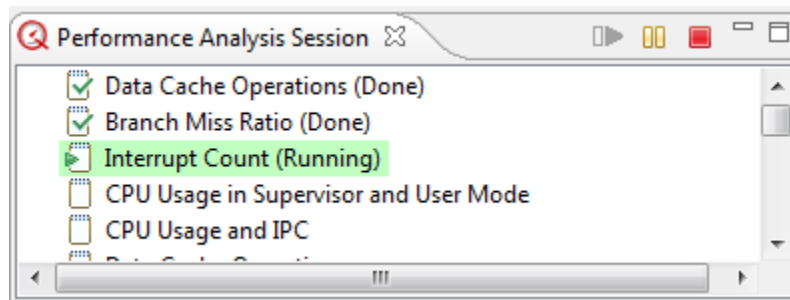 Performance Analysis Session
Data Cache Operations (Done)
Branch Miss Ratio (Done)
Interrupt Count (Running)
CPU Usage in Supervisor and User Mode
CPU Usage and IPC